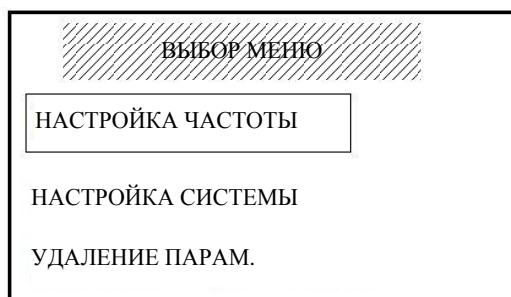 ВЫБОР МЕНЮ
НАСТРОЙКА ЧАСТОТЫ
НАСТРОЙКА СИСТЕМЫ
УДАЛЕНИЕ ПАРАМ.